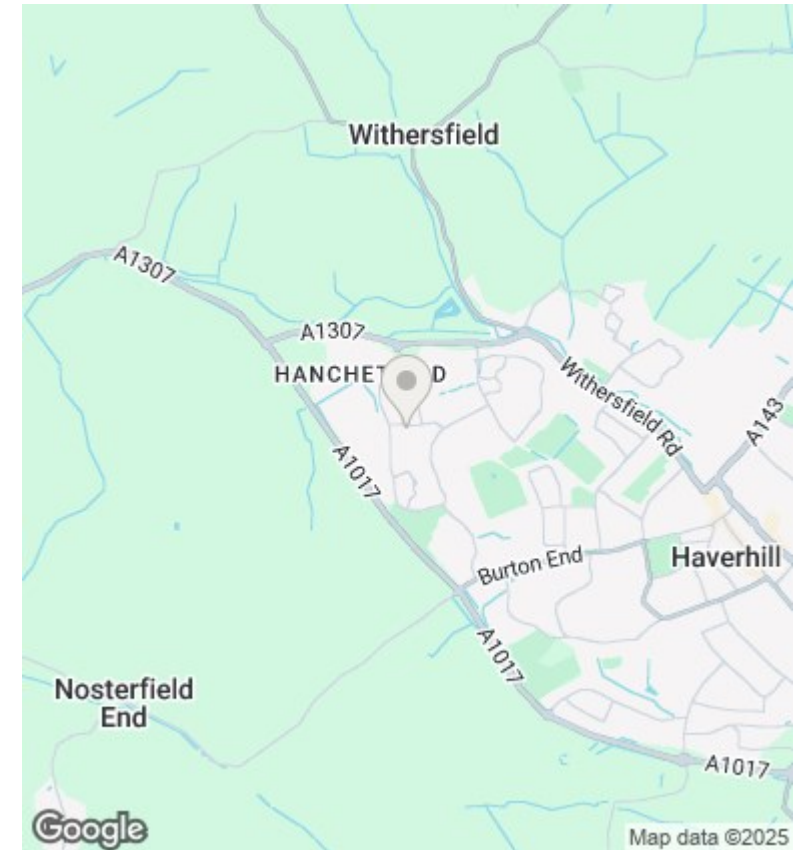 Withersfield
A1307
A1307
HANCHET D
A1017
Withersfield Rd
A143
Burton End
Haverhill
A1017
Nosterfield
End
A1017
Google
Map data ©2025